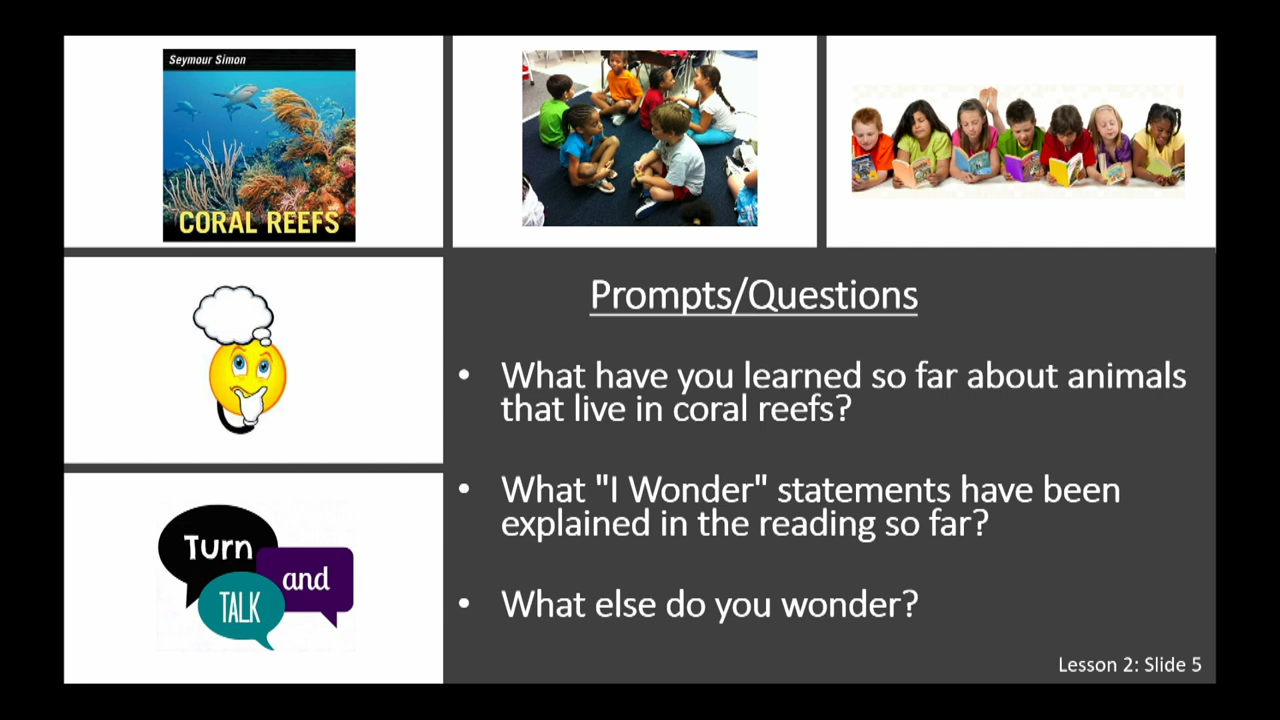 Seymour Simon
CORAL REEFS
Turn
and
TALK
Prompts/Questions
• What have you learned so far about animals
that live in coral reefs?
• What "I Wonder" statements have been
explained in the reading so far?
• What else do you wonder?
Lesson 2: Slide 5